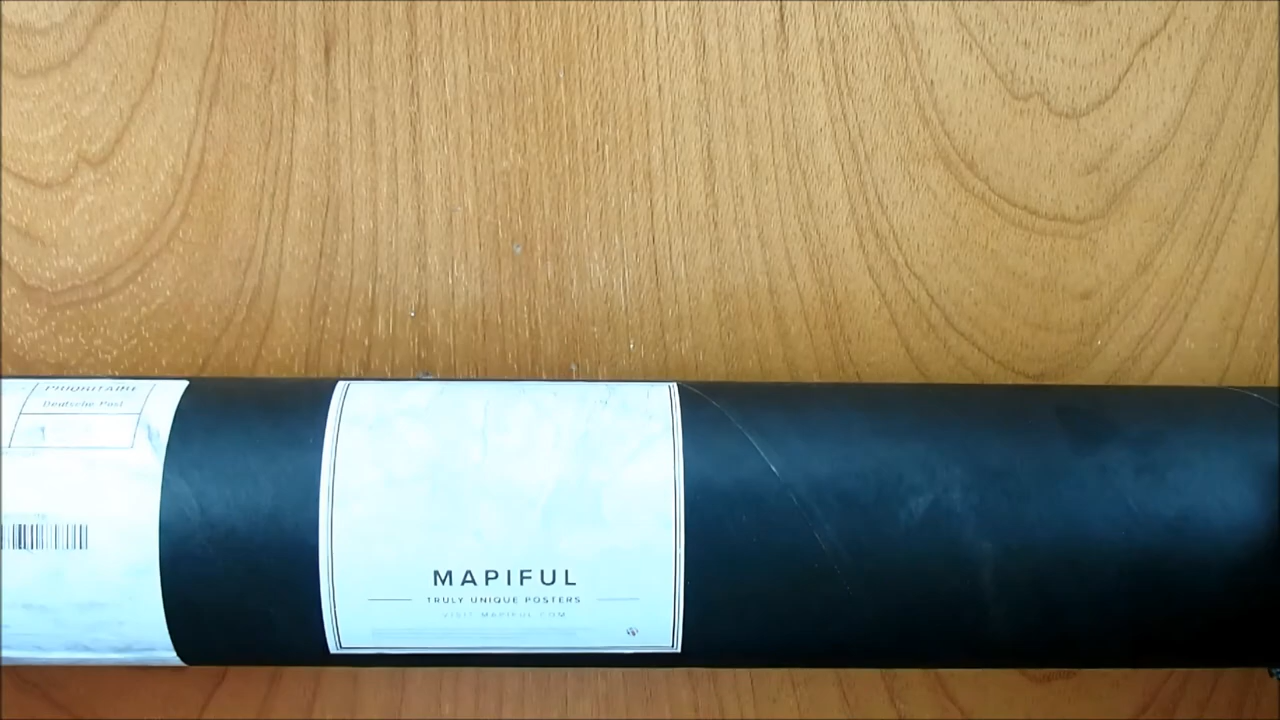 PRIORITAIRE
Deutsche Post
MAPIFUL
TRULY UNIQUE POSTERS
VISIT MAPIFUL.COM